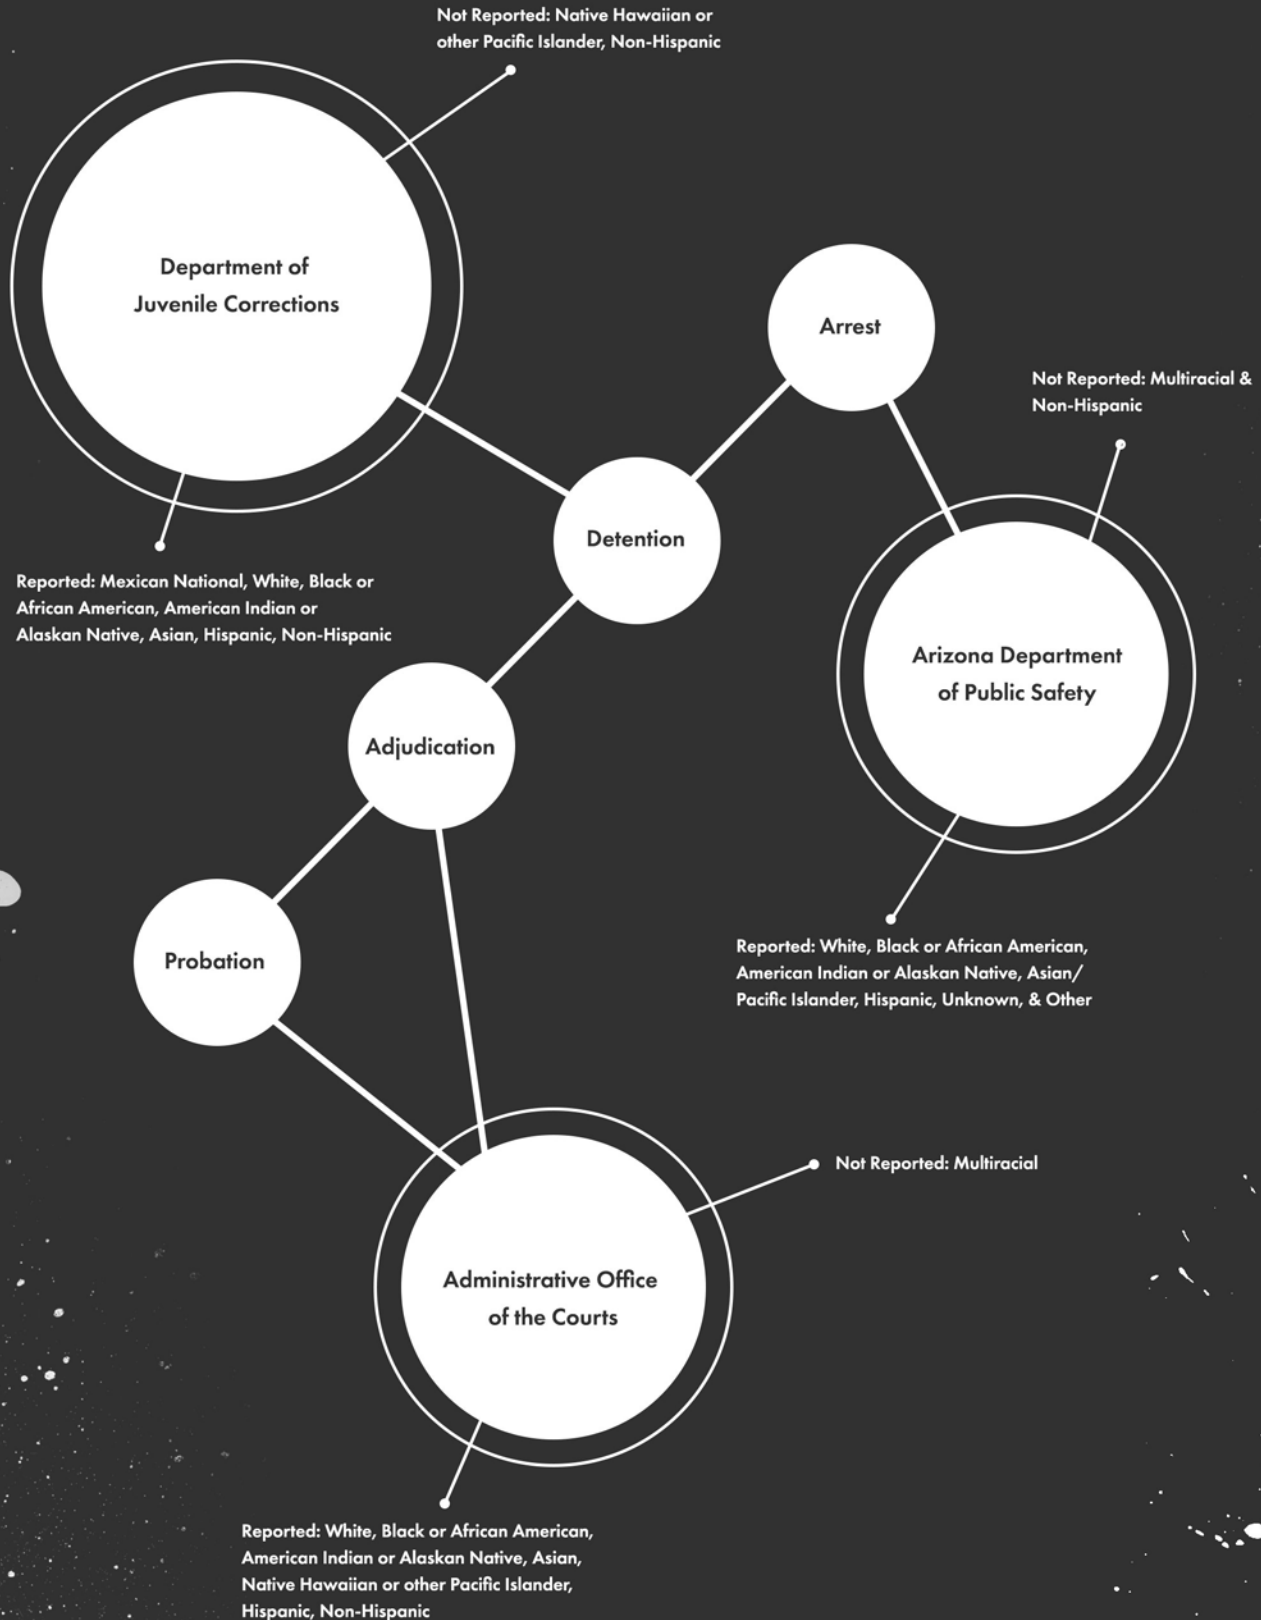 Not Reported: Native Hawaiian or
other Pacific Islander, Non-Hispanic
Department of
Juvenile Corrections
Arrest
Not Reported: Multiracial &
Non-Hispanic
Detention
Reported: Mexican National, White, Black or
African American, American Indian or
Alaskan Native, Asian, Hispanic, Non-Hispanic
Arizona Department
of Public Safety
Adjudication
Probation
Reported: White, Black or African American,
American Indian or Alaskan Native, Asian/
Pacific Islander, Hispanic, Unknown, & Other
Not Reported: Multiracial
Administrative Office
of the Courts
Reported: White, Black or African American,
American Indian or Alaskan Native, Asian,
Native Hawaiian or other Pacific Islander,
Hispanic, Non-Hispanic